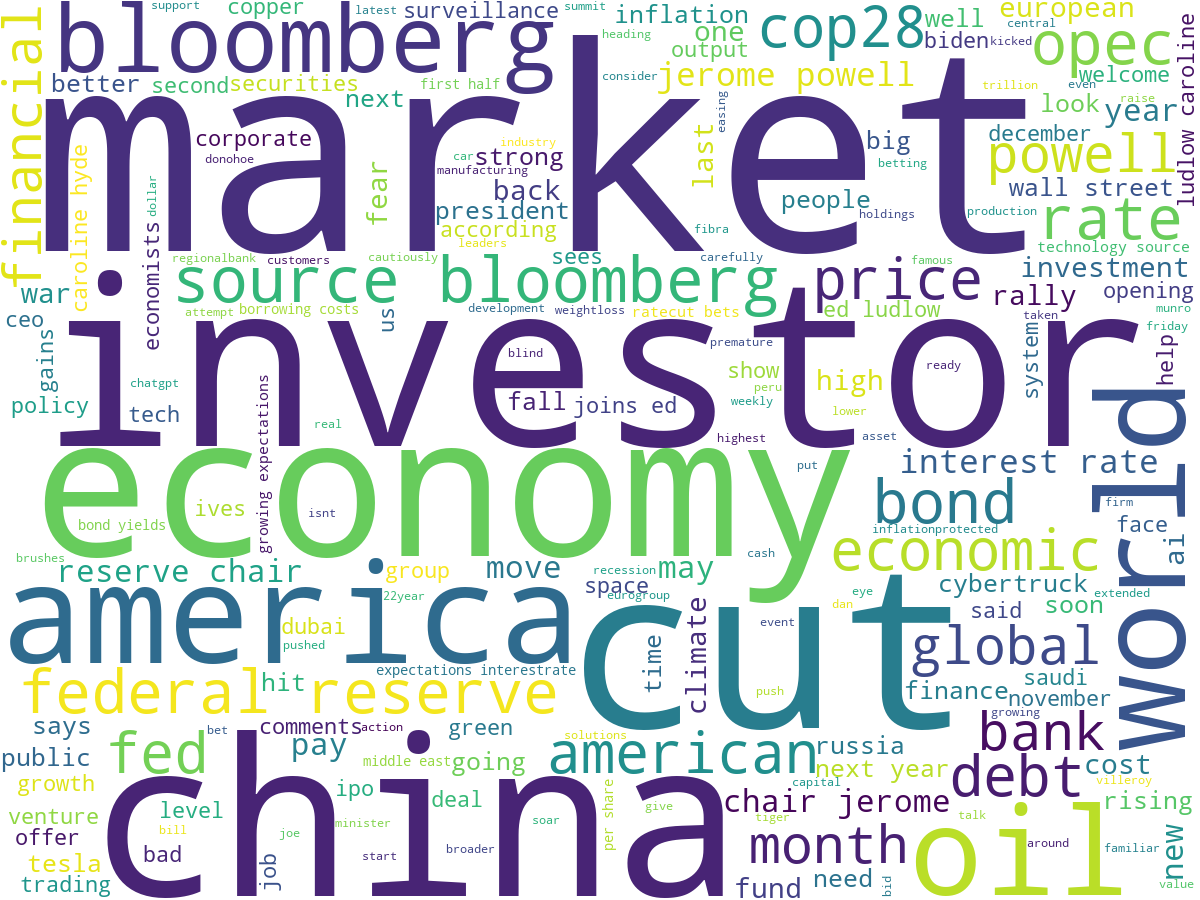 support
latest
summit
central
copper
surveillance
inflation
european
financial
bloomberg
cop28
well
opec
heading
one
output
biden
kicked
better
second
securities
first half
next
market
consider
jerome powell
trillion
even
welcome
easing
look
raise
year
ludlow caroline
corporate
donohoe
industry
car
strong
manufacturing
last
big
betting
december
powell
caroline hyde
fear
back
president
according
leaders
people
holdings
wall street
production
rate
fibra
technology source
economists
dollar
regionalbank
customers
cautiously
sees
carefully
famous
war
source bloomberg
price
investment
rally
opening
ceo
attempt
borrowing costs
us
development
weightloss
ratecut bets
ed ludlow
taken
munro
friday
gains
investor
blind
premature
system
help
chatgpt
show
peru
high
ready
policy
tech
fall
joins ed
weekly
lower
real
highest
asset
world
growing expectations
economy
put
interest rate
ives
bond
firm
bond yields
isnt
inflationprotected
face
ai
brushes
cash
economic
reserve chair
group
move
recession
may
space
cybertruck
america
22year
eurogroup
cut
dan
eye
extended
said
soon
dubai
event
pushed
climate
time
global
expectations interestrate
saudi
federal reserve
hit
push
finance
november
says
bet
comments
action
green
solutions
growing
bank
public
fed
pay
middle east
going
american
russia
next year
debt
cost
growth
china
ipo
deal
capital
villeroy
venture
level
per share
give
chair jerome
rising
offer
bill
joe
minister
soar
tiger
oil
talk
new
bad
job
start
broader
month
around
familiar
tesla
trading
fund
need
bid
value